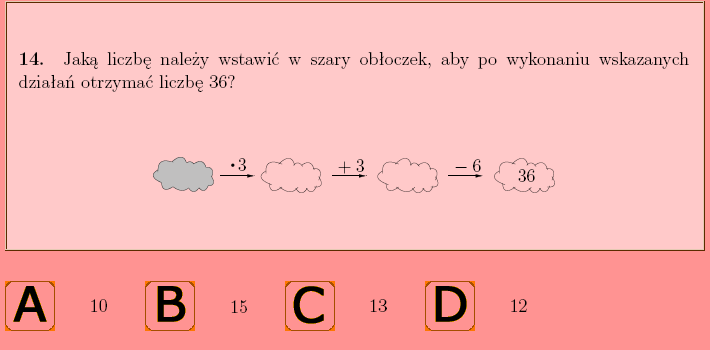 14. Jaką liczbę należy wstawić w szary obłoczek, aby po wykonaniu wskazanych
działań otrzymać liczbę 36?
·3 +3 −6 36
A 10 B 15 C 13 D 12